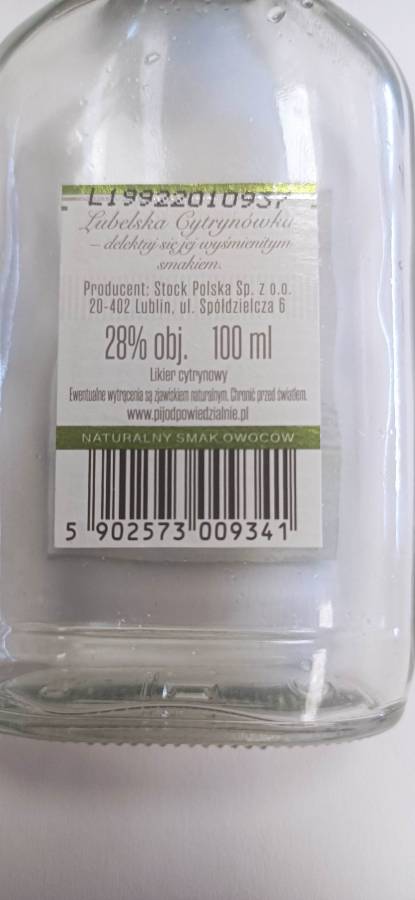 L19922010937
Lubelska Cytrynówka
– delektuj się jej wyśmienitym
smakiem.
Producent: Stock Polska Sp. z o.o.
20-402 Lublin, ul. Spółdzielcza 6
28% obj. 100 ml
Likier cytrynowy
Ewentualne wytrącenia są zjawiskiem naturalnym. Chronić przed światłem.
www.pijodpowiedzialnie.pl
NATURALNY SMAK OWOCÓW
5 902573 009341